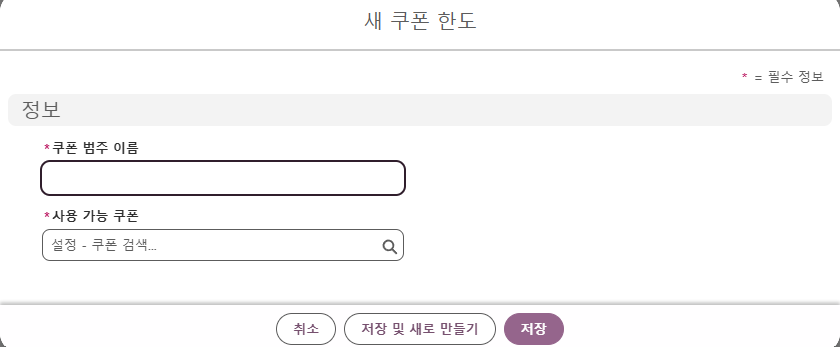 새 쿠폰 한도
* = 필수 정보
정보
*쿠폰 범주 이름
*사용 가능 쿠폰
설정 - 쿠폰 검색...
취소
저장 및 새로 만들기
저장